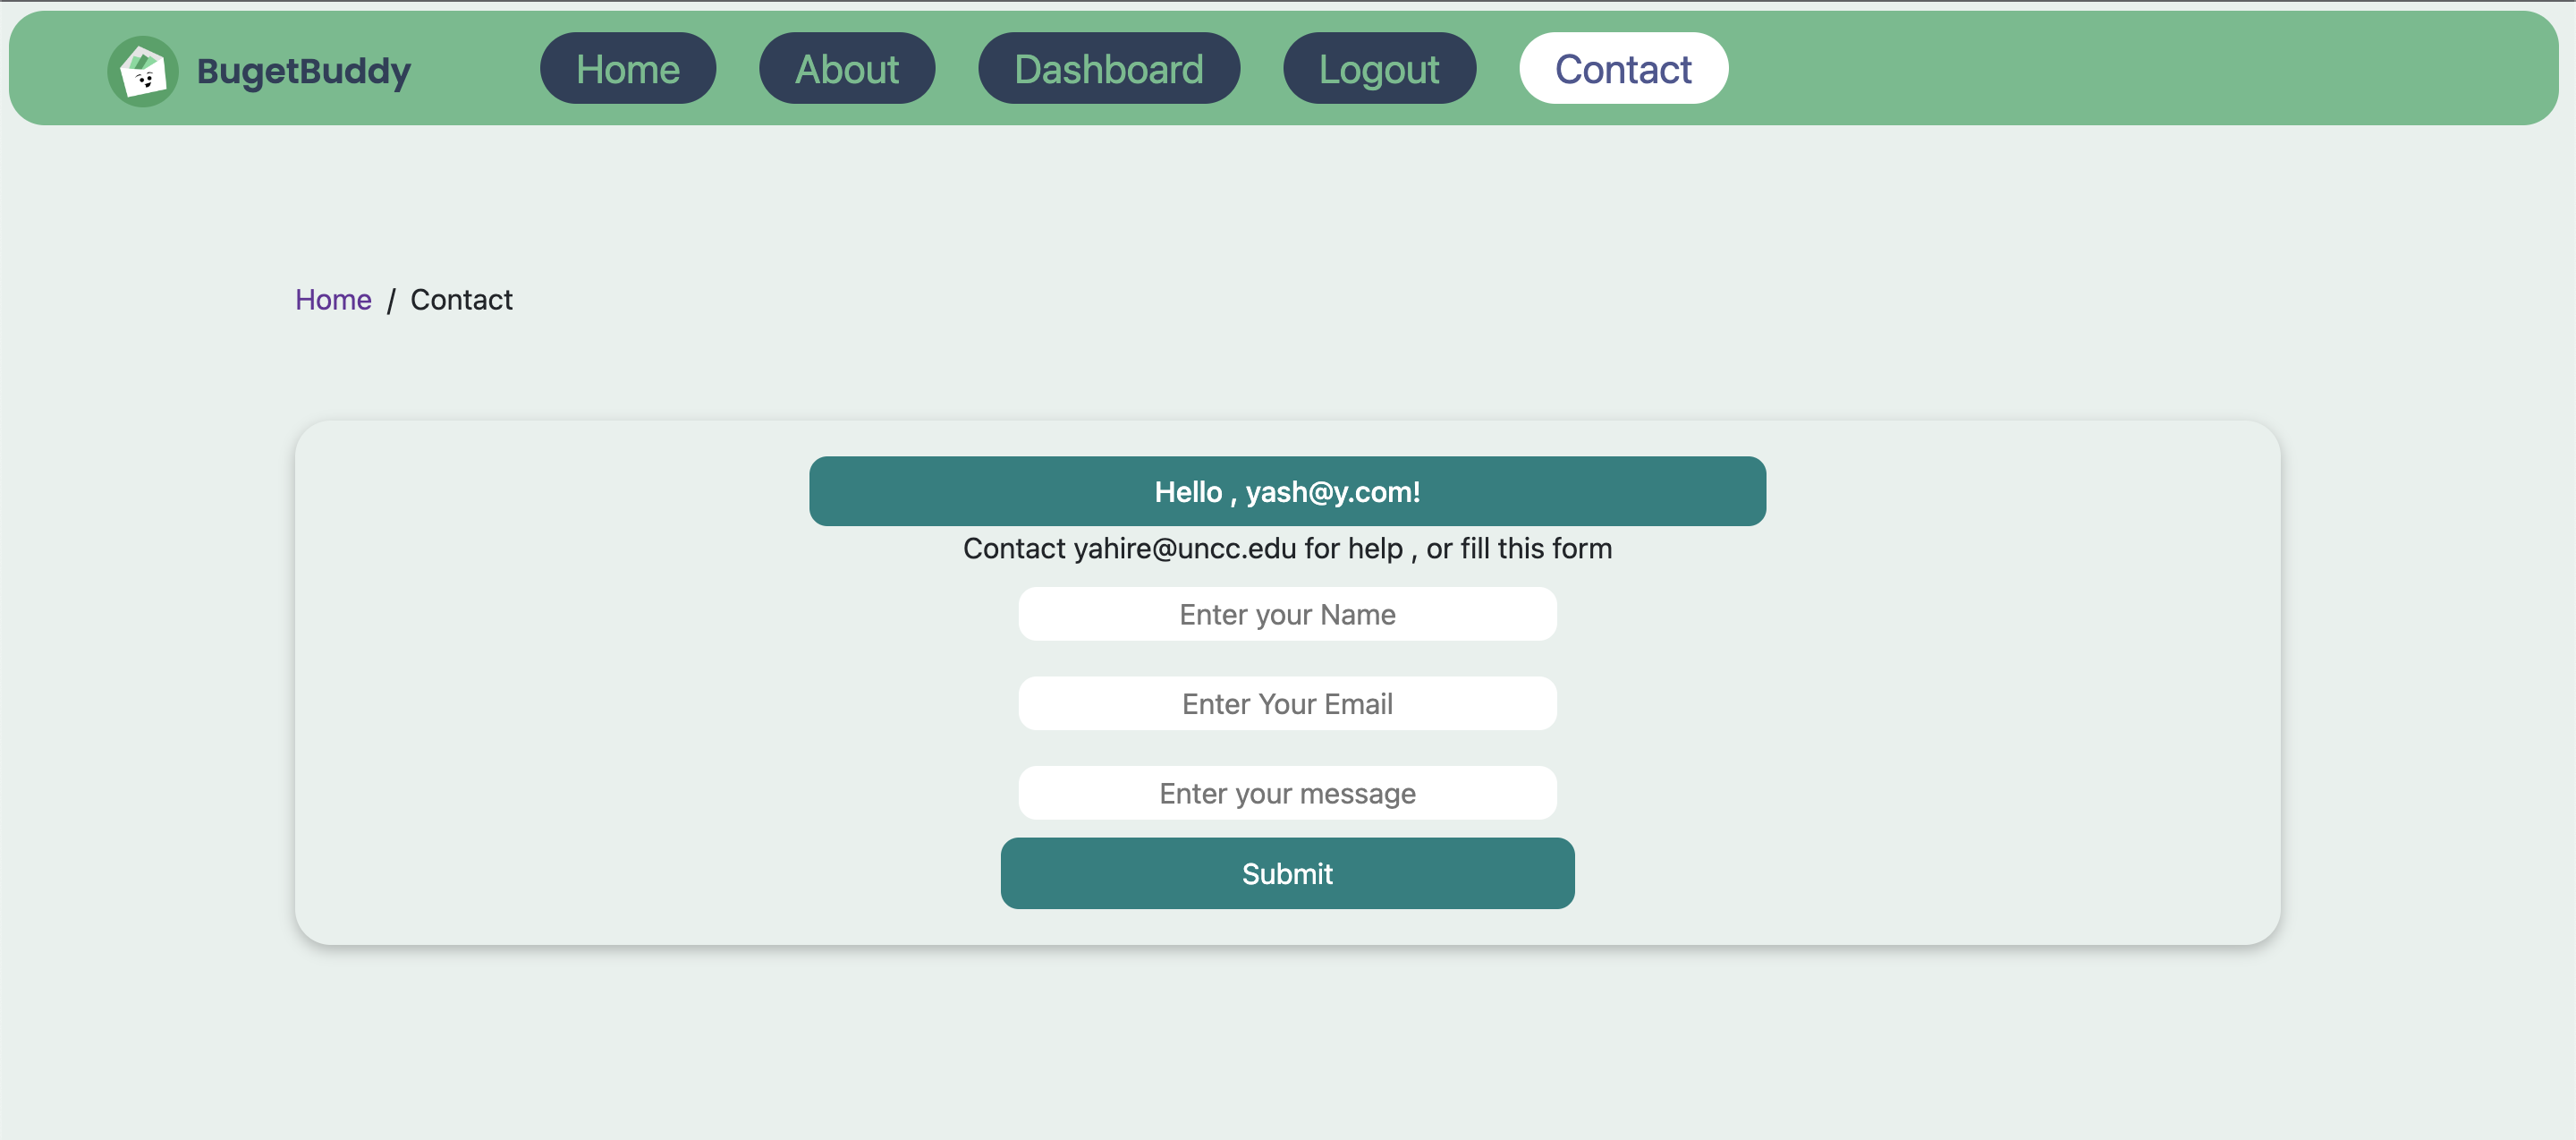 BugetBuddy
Home
About
Dashboard
Logout
Contact
Home / Contact
Hello , yash@y.com!
Contact yahire@uncc.edu for help , or fill this form
Enter your Name
Enter Your Email
Enter your message
Submit